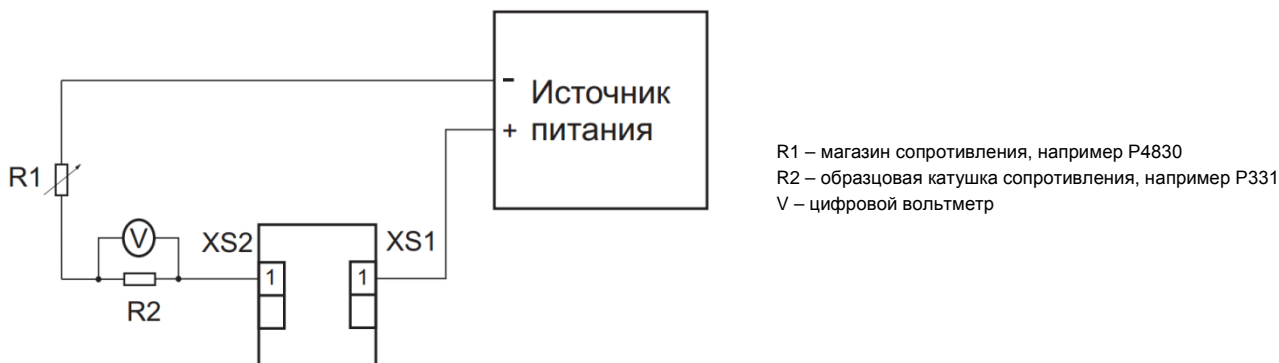 - Источник
+ питания
R1
V
XS2
XS1
1
1
R2
R1 – магазин сопротивления, например Р4830
R2 – образцовая катушка сопротивления, например Р331
V – цифровой вольтметр